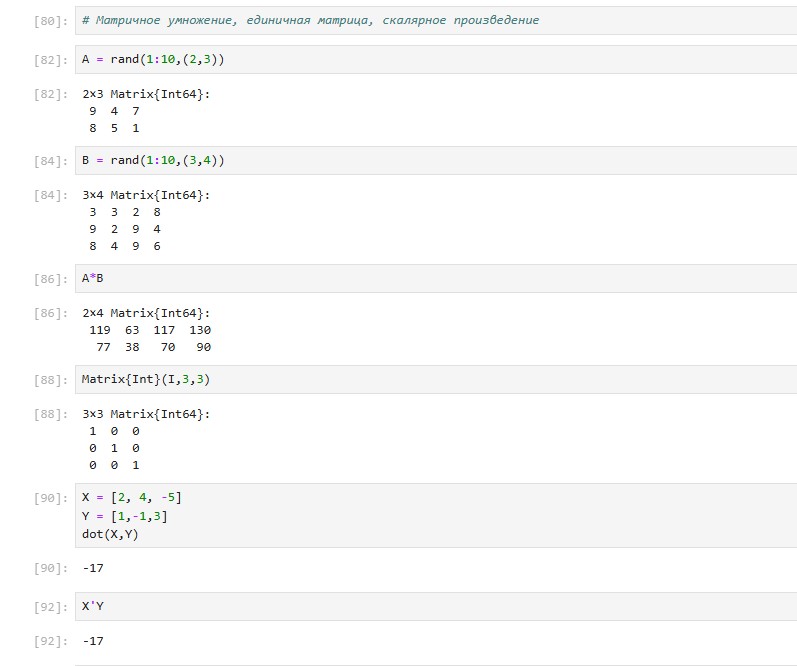 [80]: # Матричное умножение, единичная матрица, скалярное произведение
[82]: A = rand(1:10,(2,3))
[82]: 2×3 Matrix{Int64}:
9 4 7
8 5 1
[84]: B = rand(1:10,(3,4))
[84]: 3×4 Matrix{Int64}:
3 3 2 8
9 2 9 4
8 4 9 6
[86]: A*B
[86]: 2×4 Matrix{Int64}:
119 63 117 130
77 38 70 90
[88]: Matrix{Int}(I,3,3)
[88]: 3×3 Matrix{Int64}:
1 0 0
0 1 0
0 0 1
[90]: X = [2, 4, -5]
Y = [1,-1,3]
dot(X,Y)
[90]: -17
[92]: X'Y
[92]: -17